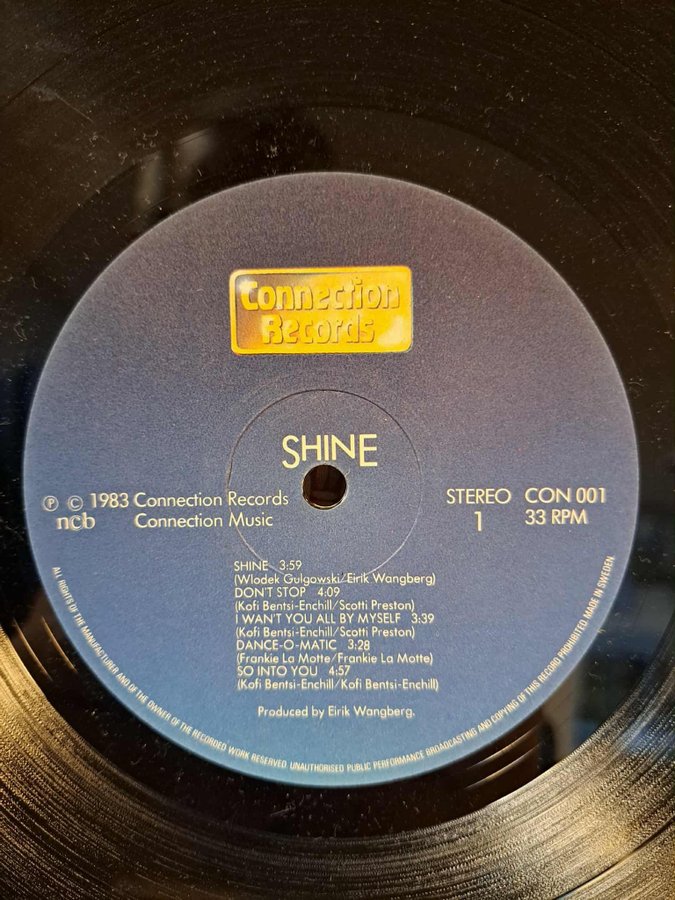 Connection
Records
SHINE
Ⓟ © 1983 Connection Records
ncb Connection Music
STEREO CON 001
1 33 RPM
SHINE 3:59
(Wlodek Gulgowski/Eirik Wangberg)
DON'T STOP 4:09
(Kofi Bentsi-Enchill/Scotti Preston)
I WAN'T YOU ALL BY MYSELF 3:39
(Kofi Bentsi-Enchill/Scotti Preston)
DANCE-O-MATIC 3:28
(Frankie La Motte/Frankie La Motte)
SO INTO YOU 4:57
(Kofi Bentsi-Enchill/Kofi Bentsi-Enchill)
Produced by Eirik Wangberg.
ALL RIGHTS OF THE MANUFACTURER AND OF THE OWNER OF THE RECORDED WORK RESERVED. UNAUTHORISED PUBLIC PERFORMANCE BROADCASTING AND COPYING OF THIS RECORD PROHIBITED. MADE IN SWEDEN.